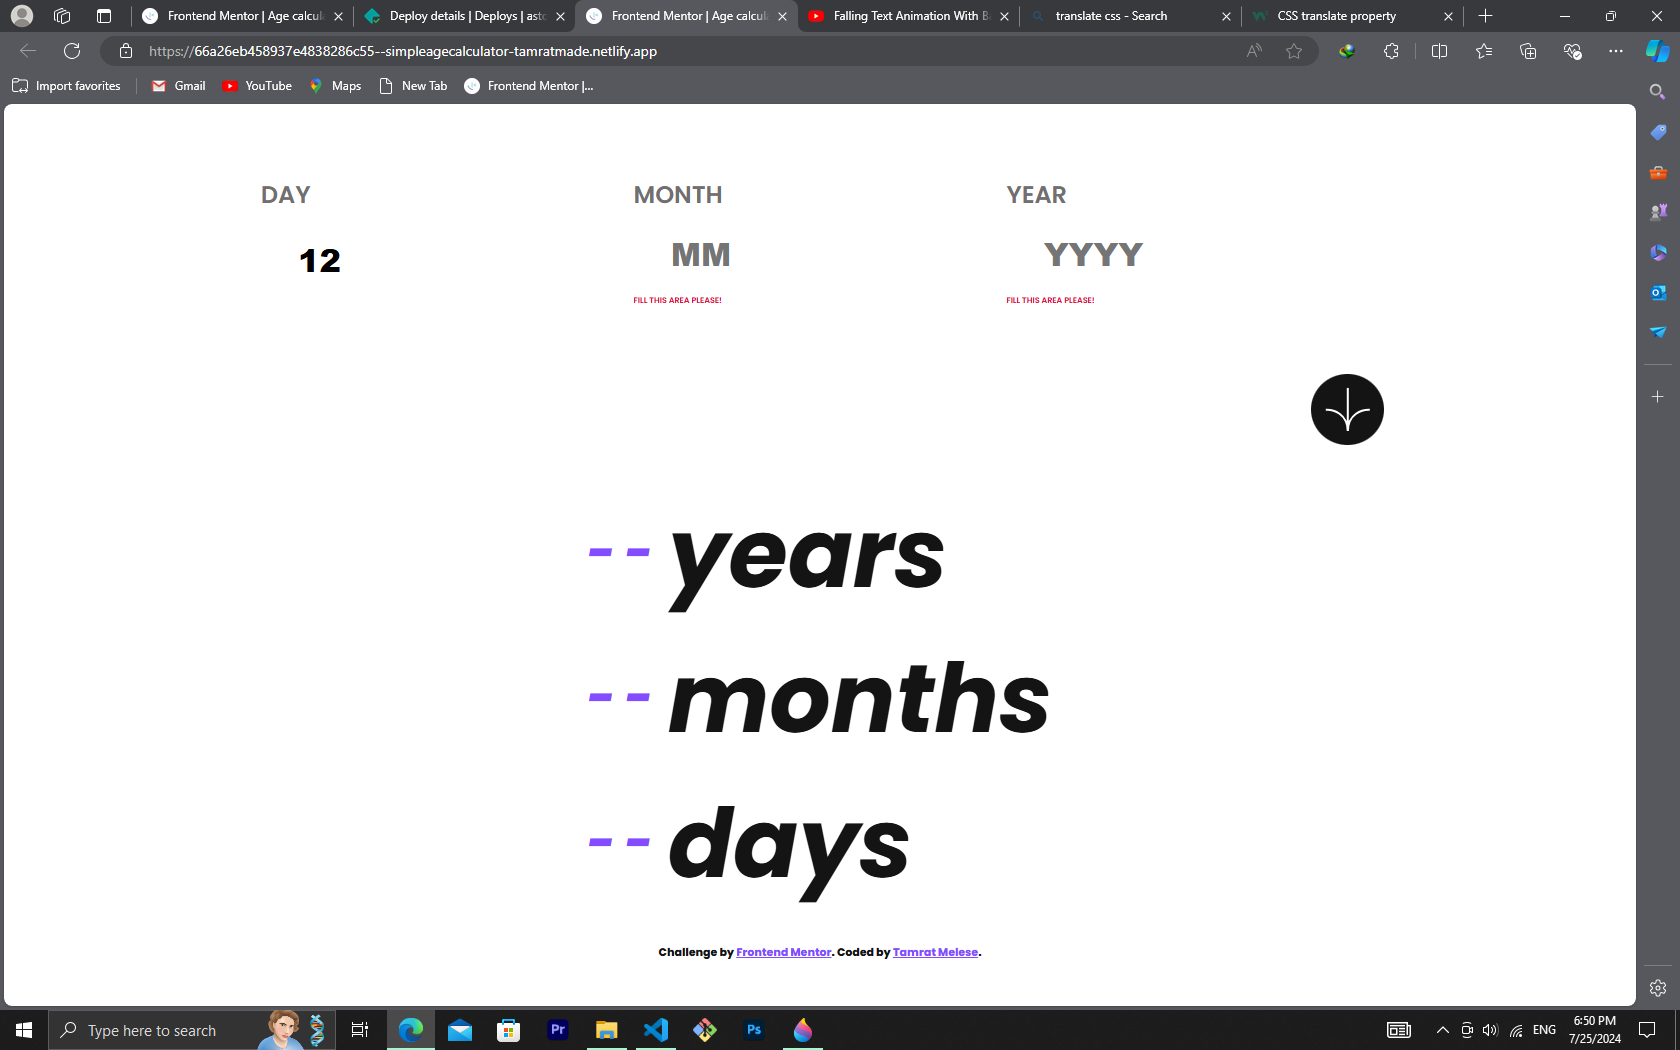 Frontend Mentor | Age calcul
Deploy details | Deploys | astc
Frontend Mentor | Age calcul
Falling Text Animation With B
translate css - Search
CSS translate property
https://66a26eb458937e4838286c55--simpleagecalculator-tamratmade.netlify.app
Import favorites
Gmail
YouTube
Maps
New Tab
Frontend Mentor |...
DAY
MONTH
YEAR
12
MM
YYYY
FILL THIS AREA PLEASE!
FILL THIS AREA PLEASE!
-- years
-- months
-- days
Challenge by Frontend Mentor. Coded by Tamrat Melese.
Type here to search
Pr
Ps
ENG
6:50 PM
7/25/2024